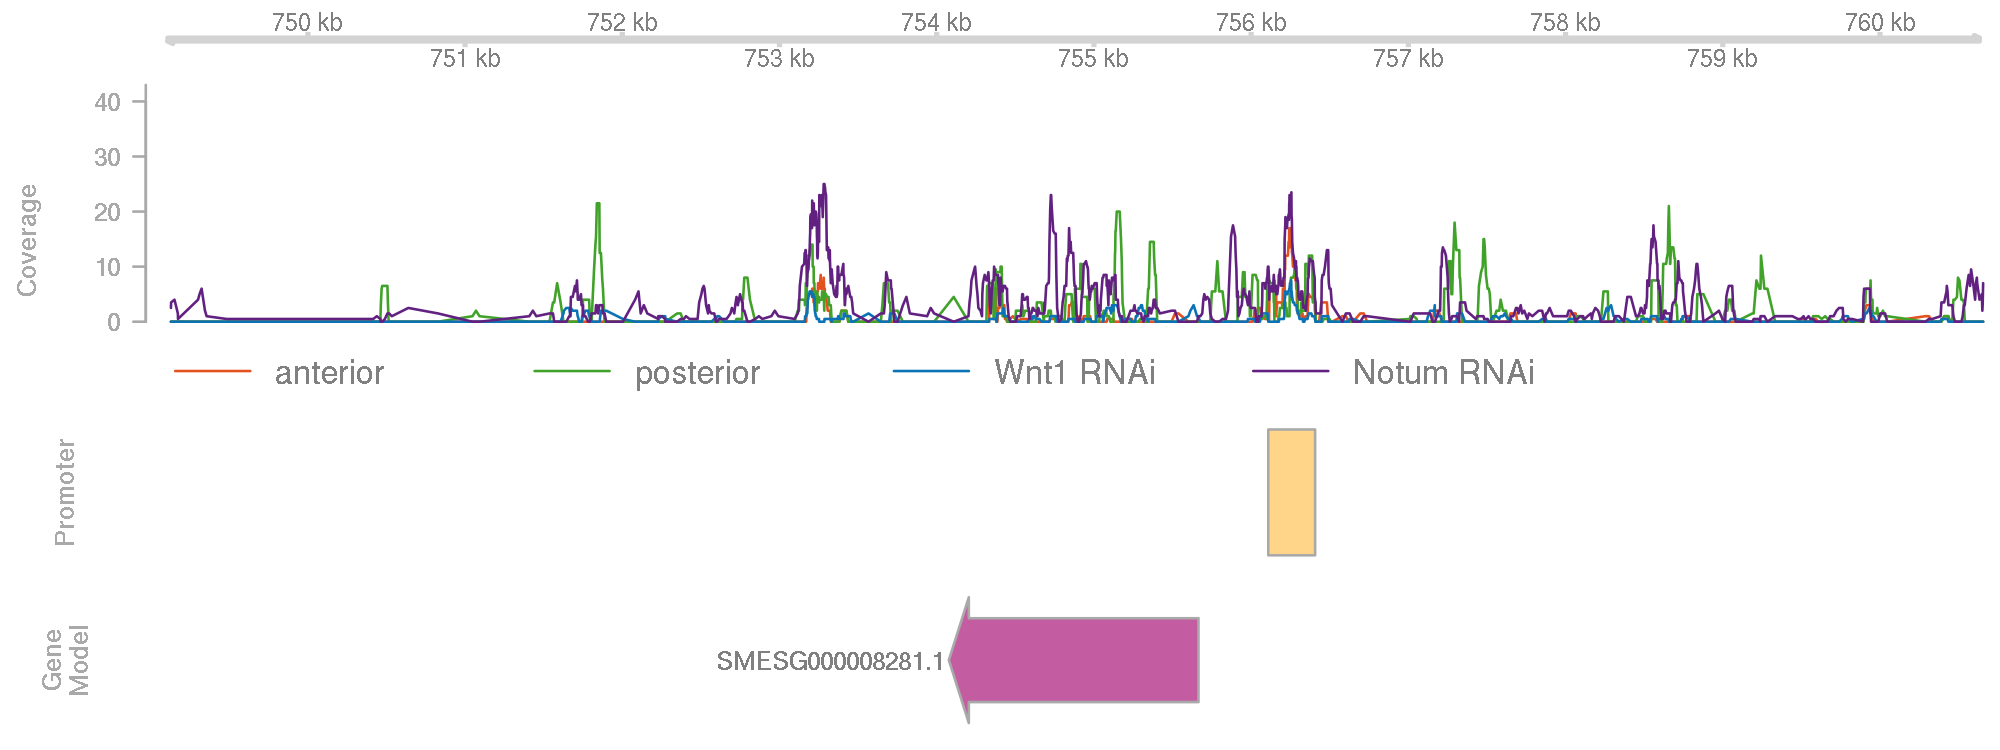 750 kb 752 kb 754 kb 756 kb 758 kb 760 kb
751 kb 753 kb 755 kb 757 kb 759 kb
Coverage
40
30
20
10
0
anterior posterior Wnt1 RNAi Notum RNAi
Promoter
Gene
Model
SMESG000008281.1